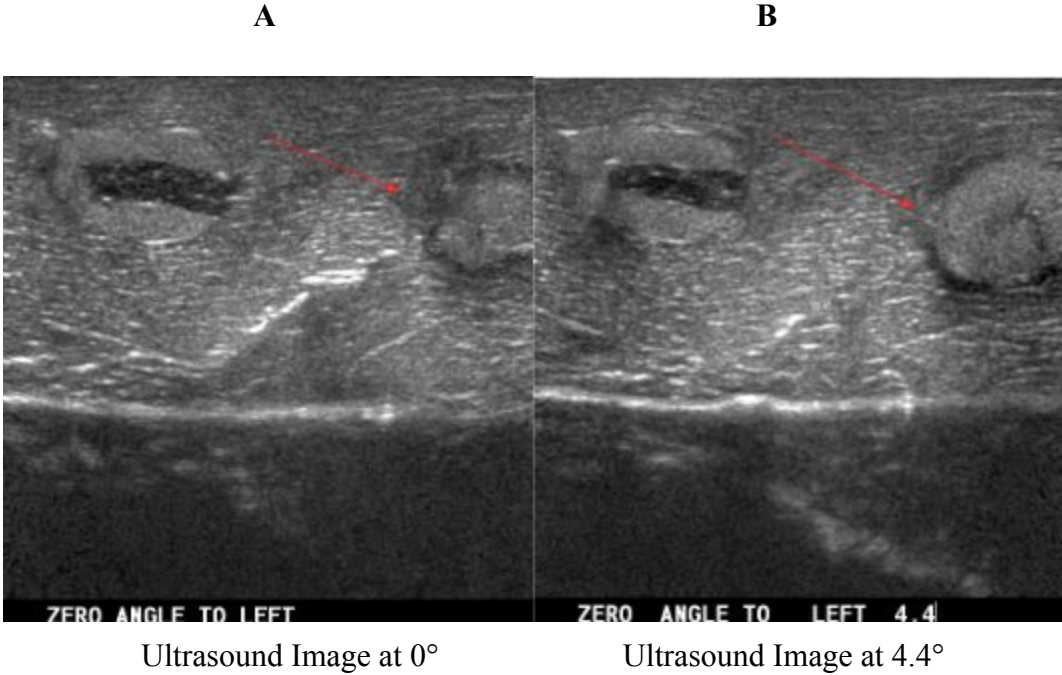 A
B
ZERO ANGLE TO LEFT
ZERO ANGLE TO LEFT 4.4
Ultrasound Image at 0°
Ultrasound Image at 4.4°